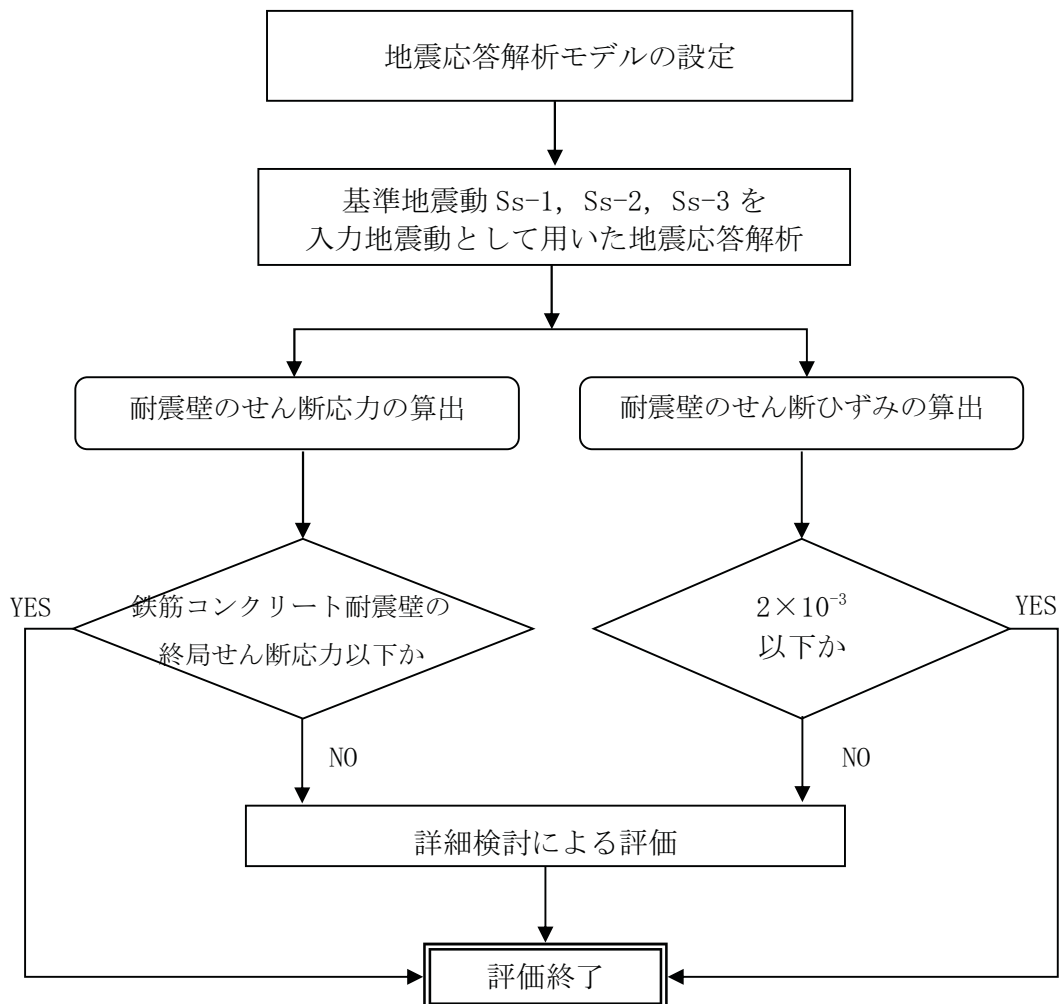 地震応答解析モデルの設定
基準地震動 Ss-1, Ss-2, Ss-3 を
入力地震動として用いた地震応答解析
耐震壁のせん断応力の算出
耐震壁のせん断ひずみの算出
YES
鉄筋コンクリート耐震壁の
終局せん断応力以下か
2×10⁻³
以下か
YES
NO
NO
詳細検討による評価
評価終了